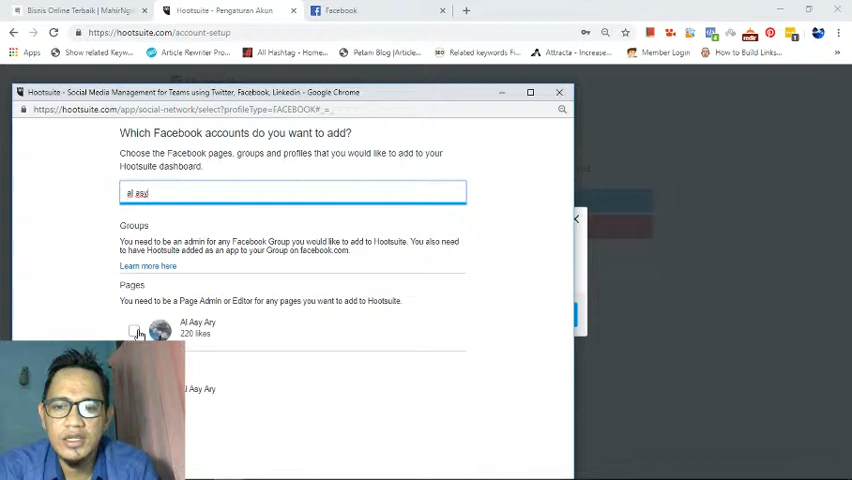 Bisnis Online Terbaik | MahirNgi
Hootsuite - Pengaturan Akun
Facebook
https://hootsuite.com/account-setup
Apps
Show related Keyw...
Article Rewriter Pro...
All Hashtag - Home...
Petani Blog |Article...
Related keywords Fi...
Attracta - Increase...
Member Login
How to Build Links...
Hootsuite - Social Media Management for Teams using Twitter, Facebook, Linkedin - Google Chrome
https://hootsuite.com/app/social-network/select?profileType=FACEBOOK#_=_
Which Facebook accounts do you want to add?
Choose the Facebook pages, groups and profiles that you would like to add to your
Hootsuite dashboard.
al asy
Groups
You need to be an admin for any Facebook Group you would like to add to Hootsuite. You also need
to have Hootsuite added as an app to your Group on facebook.com.
Learn more here
Pages
You need to be a Page Admin or Editor for any pages you want to add to Hootsuite.
Al Asy Ary
220 likes
Al Asy Ary